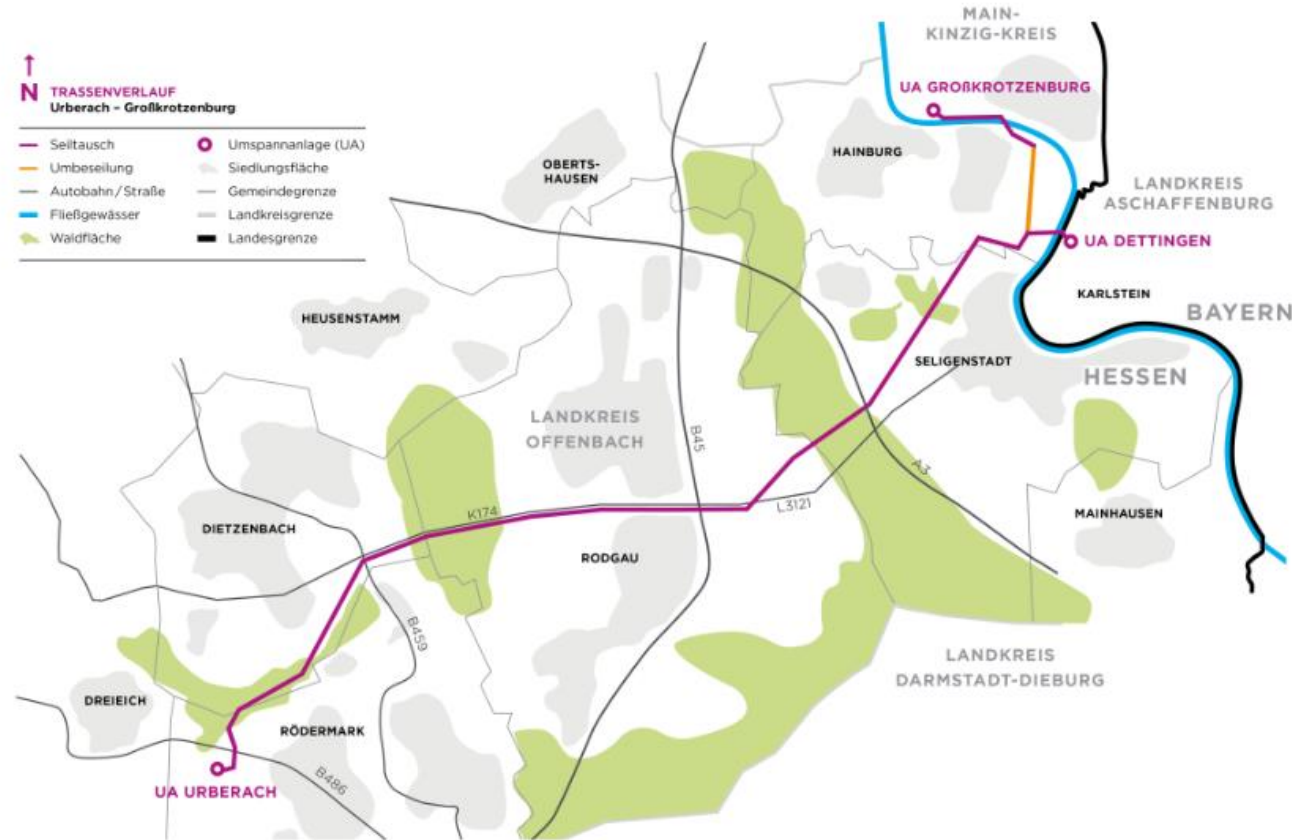 MAIN-
KINZIG-KREIS
N
TRASSENVERLAUF
Urberach – Großkrotzenburg
Seiltausch
Umspannanlage (UA)
Umbeseilung
Siedlungsfläche
Autobahn/Straße
Gemeindegrenze
Fließgewässer
Landkreisgrenze
Waldfläche
Landesgrenze
UA GROßKROTZENBURG
HAINBURG
OBERTS-
HAUSEN
LANDKREIS
ASCHAFFENBURG
UA DETTINGEN
KARLSTEIN
BAYERN
HEUSENSTAMM
SELIGENSTADT
HESSEN
LANDKREIS
OFFENBACH
B45
A3
K174
L3121
MAINHAUSEN
DIETZENBACH
RODGAU
B459
LANDKREIS
DARMSTADT-DIEBURG
DREIEICH
RÖDERMARK
B486
UA URBERACH